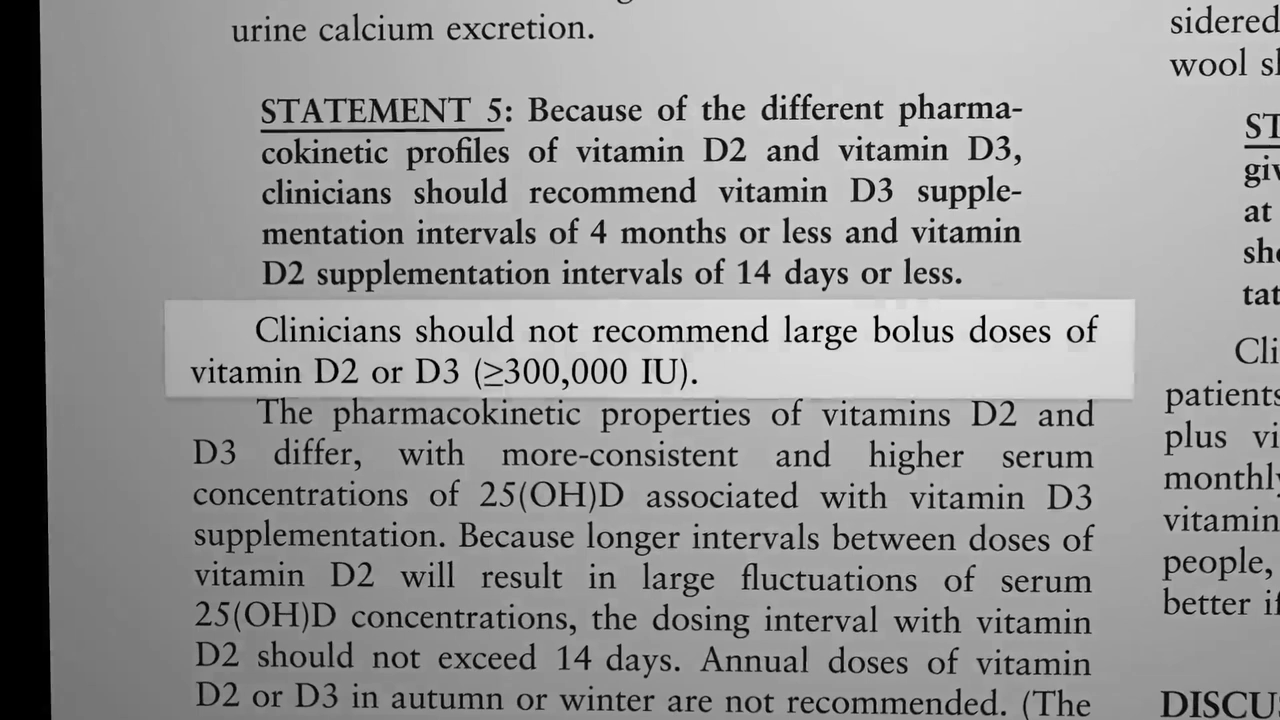 urine calcium excretion.
STATEMENT 5: Because of the different pharma-
cokinetic profiles of vitamin D2 and vitamin D3,
clinicians should recommend vitamin D3 supple-
mentation intervals of 4 months or less and vitamin
D2 supplementation intervals of 14 days or less.
Clinicians should not recommend large bolus doses of
vitamin D2 or D3 (≥300,000 IU).
The pharmacokinetic properties of vitamins D2 and
D3 differ, with more-consistent and higher serum
concentrations of 25(OH)D associated with vitamin D3
supplementation. Because longer intervals between doses of
vitamin D2 will result in large fluctuations of serum
25(OH)D concentrations, the dosing interval with vitamin
D2 should not exceed 14 days. Annual doses of vitamin
D2 or D3 in autumn or winter are not recommended. (The
sidered
wool
at
patients
plus
vitamin
people,
better